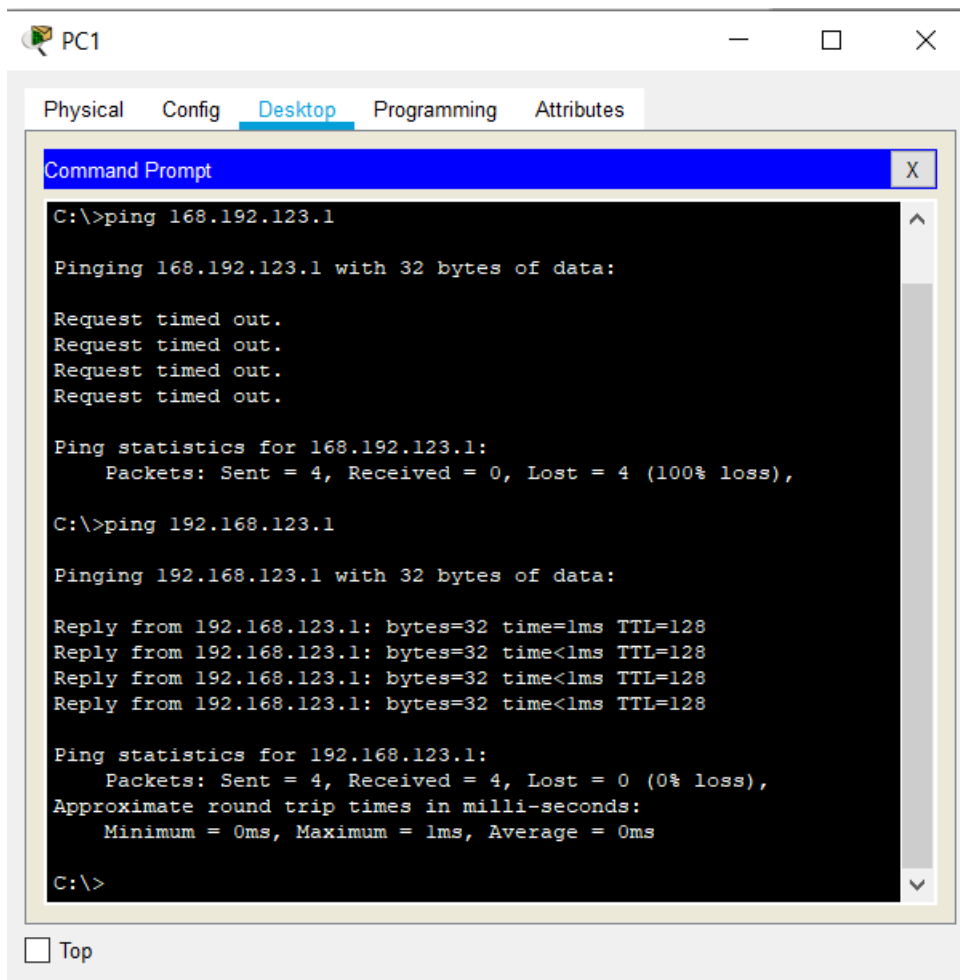 PC1
Physical Config Desktop Programming Attributes
Command Prompt
X
C:\>ping 168.192.123.1
Pinging 168.192.123.1 with 32 bytes of data:
Request timed out.
Request timed out.
Request timed out.
Request timed out.
Ping statistics for 168.192.123.1:
Packets: Sent = 4, Received = 0, Lost = 4 (100% loss),
C:\>ping 192.168.123.1
Pinging 192.168.123.1 with 32 bytes of data:
Reply from 192.168.123.1: bytes=32 time=1ms TTL=128
Reply from 192.168.123.1: bytes=32 time<1ms TTL=128
Reply from 192.168.123.1: bytes=32 time<1ms TTL=128
Reply from 192.168.123.1: bytes=32 time<1ms TTL=128
Ping statistics for 192.168.123.1:
Packets: Sent = 4, Received = 4, Lost = 0 (0% loss),
Approximate round trip times in milli-seconds:
Minimum = 0ms, Maximum = 1ms, Average = 0ms
C:\>
Top